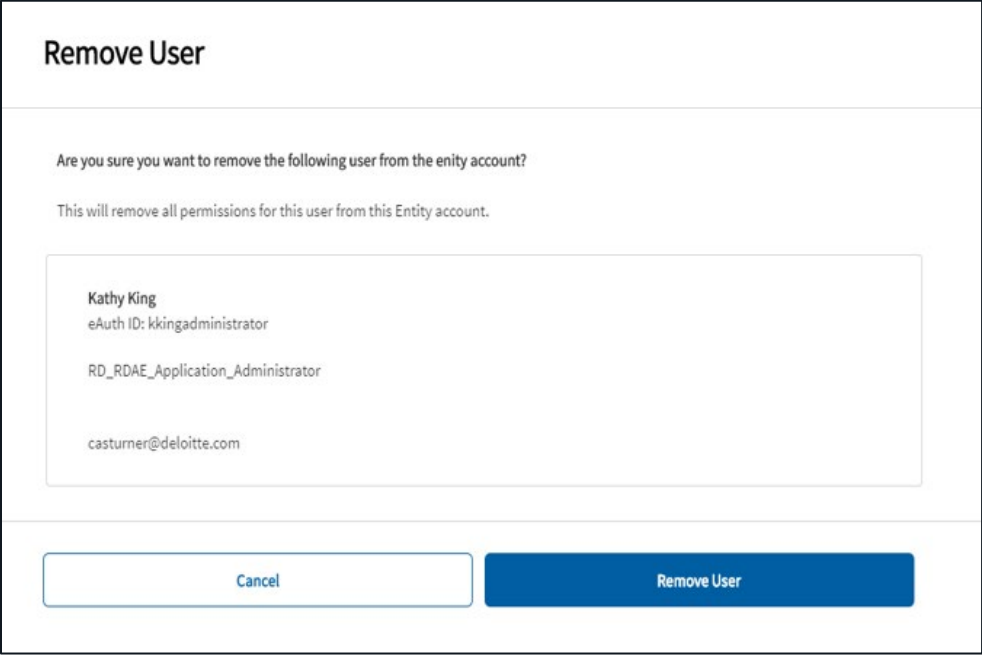 Remove User
Are you sure you want to remove the following user from the enity account?
This will remove all permissions for this user from this Entity account.
Kathy King
eAuth ID: kkingadministrator
RD_RDAE_Application_Administrator
casturner@deloitte.com
Cancel
Remove User